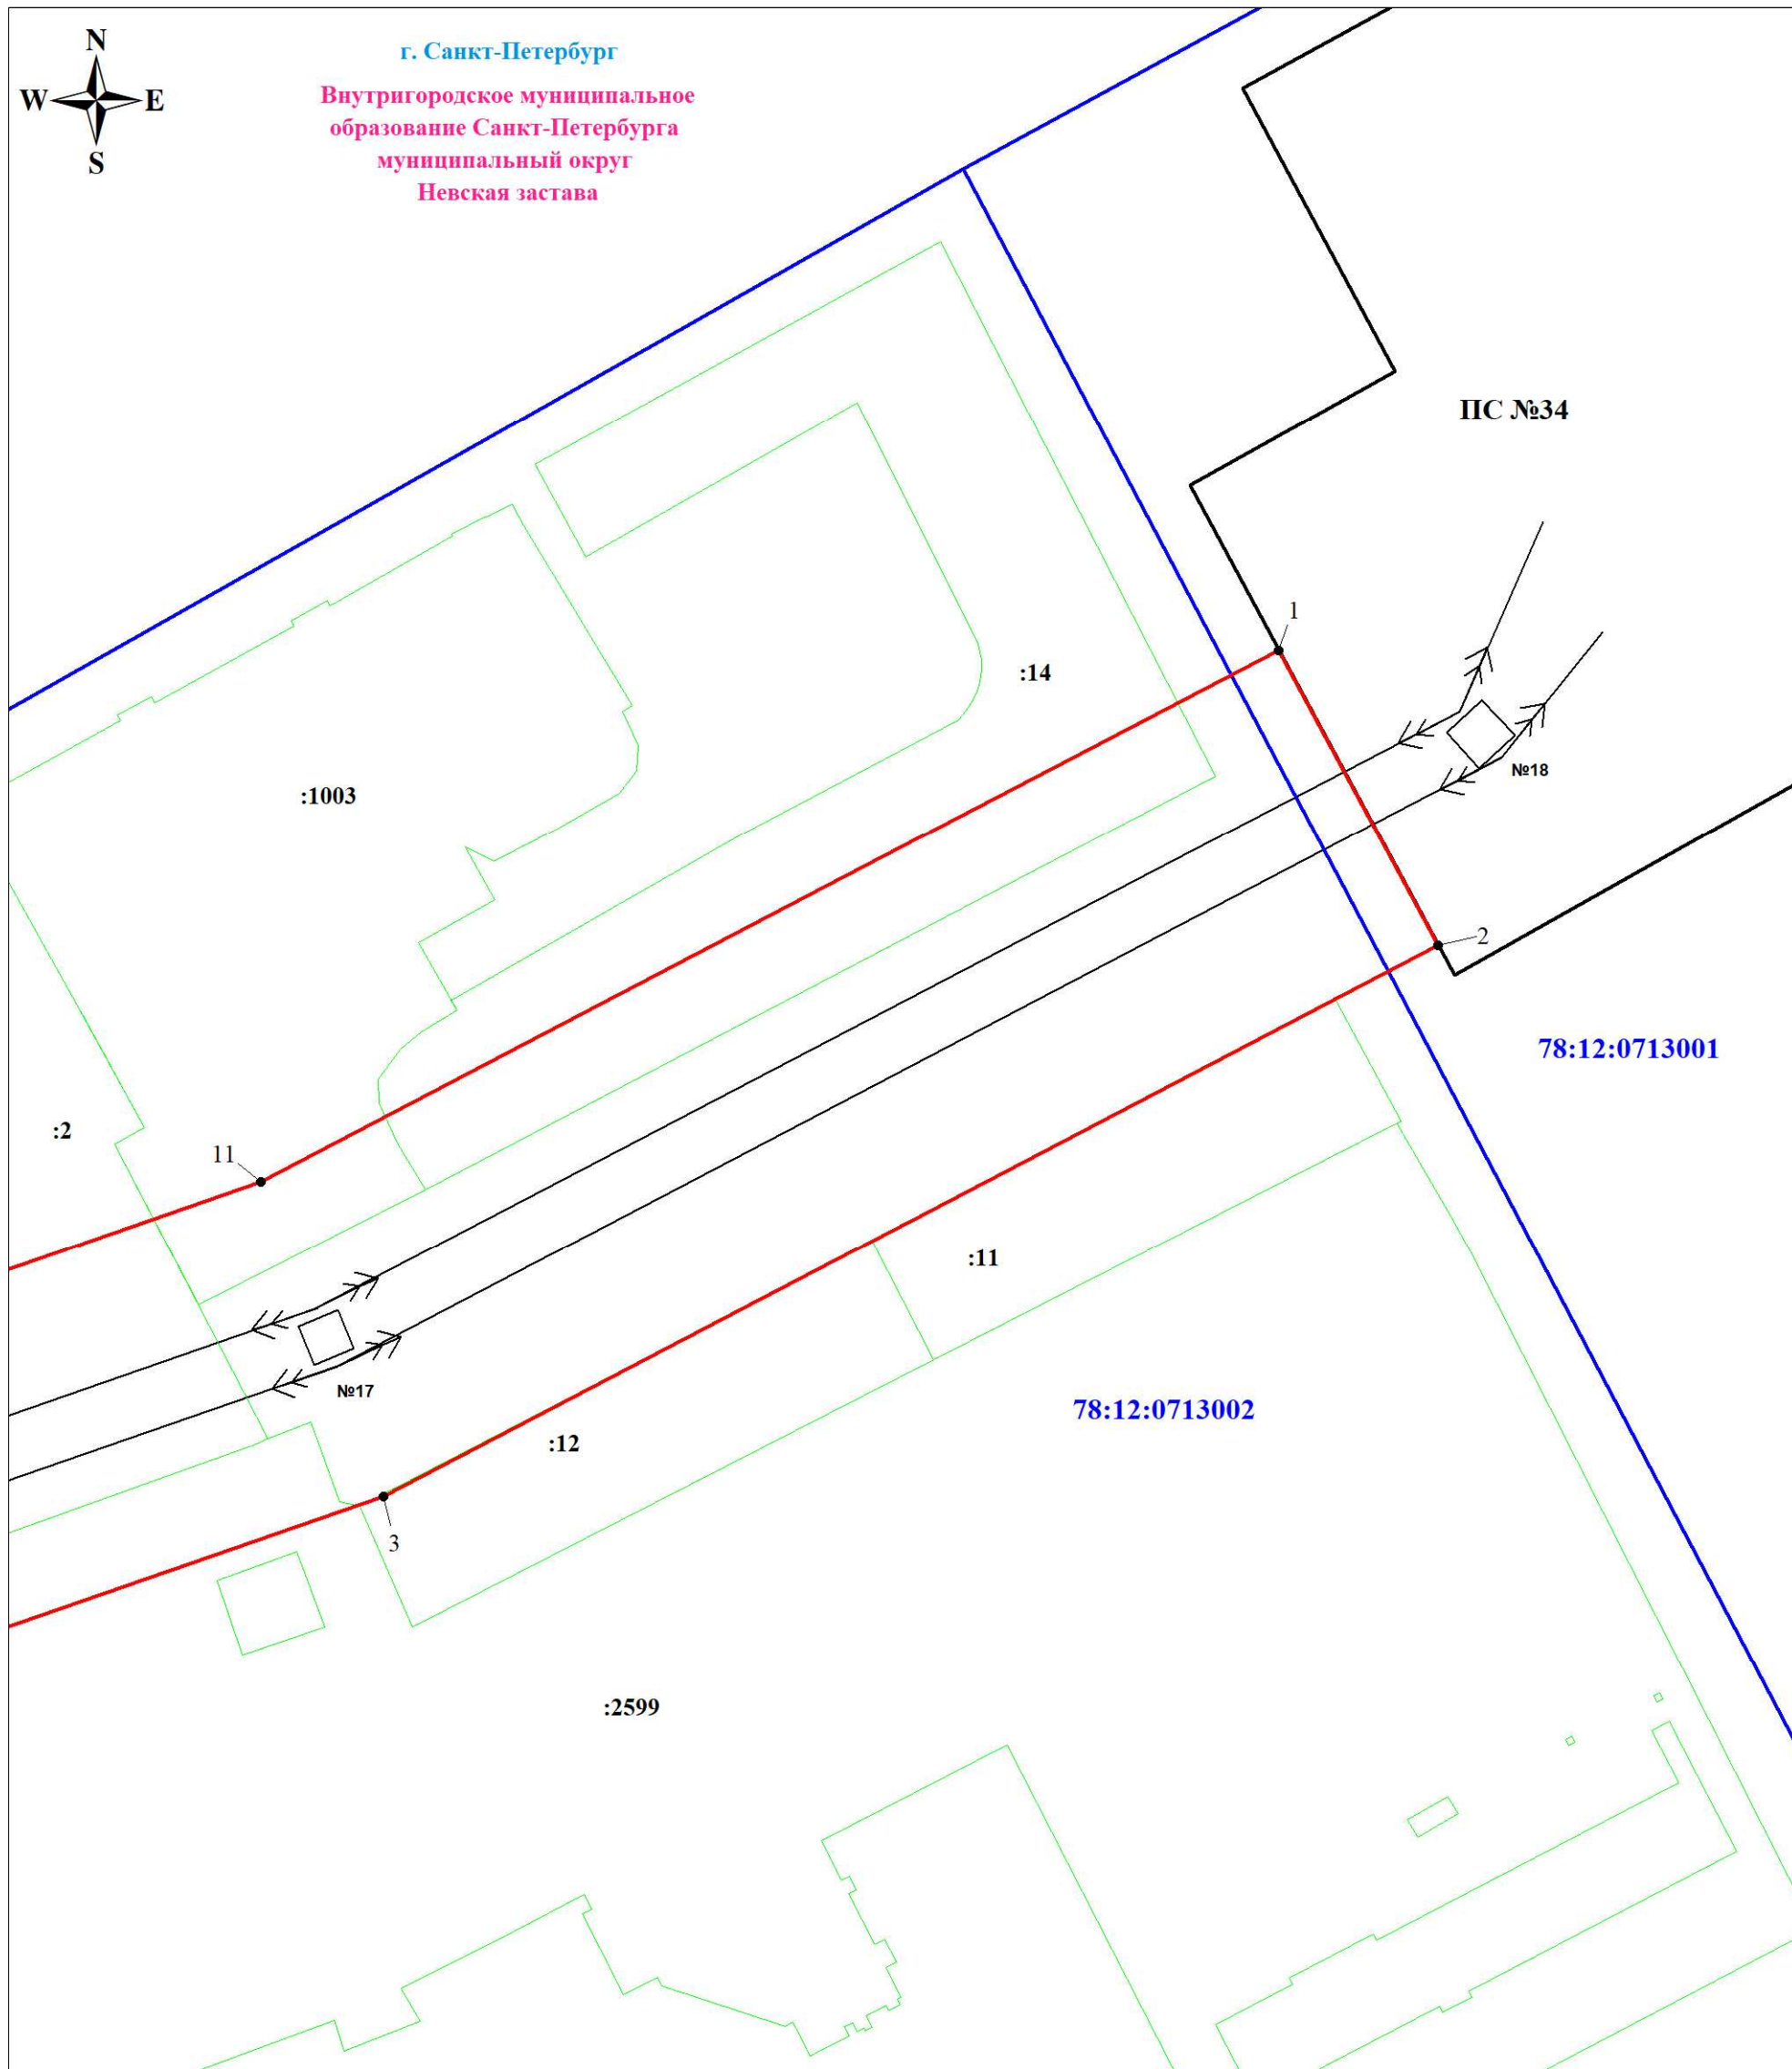 N
W E
S
г. Санкт-Петербург
Внутригородское муниципальное
образование Санкт-Петербурга
муниципальный округ
Невская застава
ПС №34
1
:14
№18
:1003
2
78:12:0713001
:2
11
:11
№17
78:12:0713002
:12
3
:2599